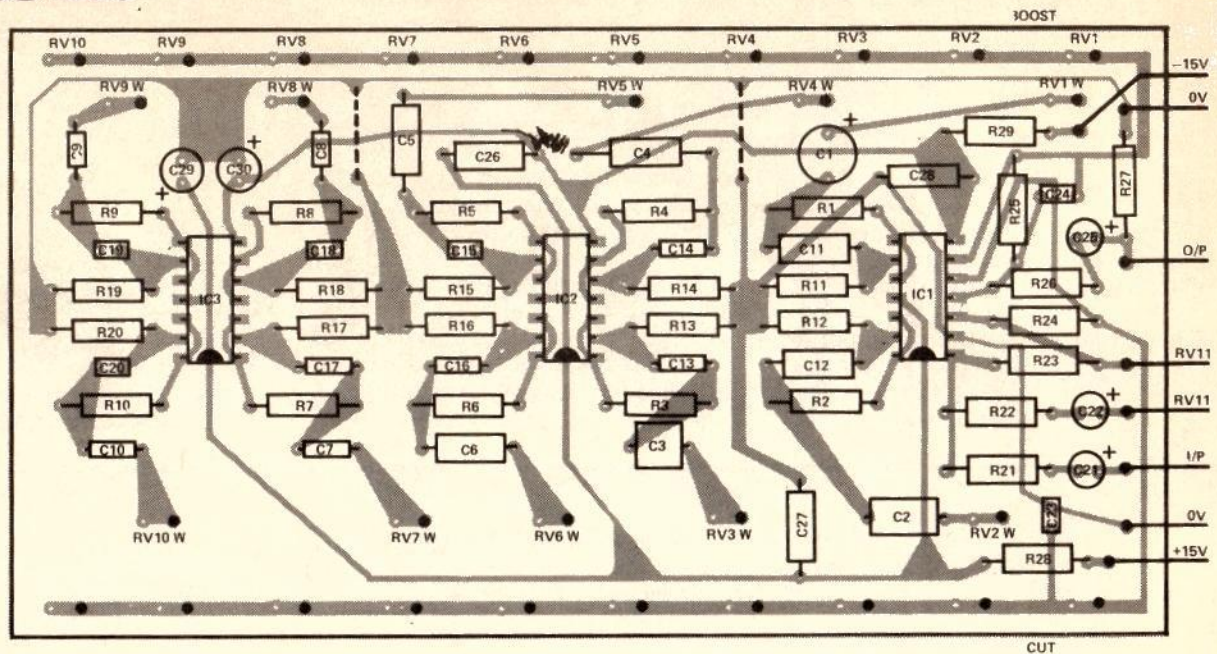 BOOST
RV10 RV9 RV8 RV7 RV6 RV5 RV4 RV3 RV2 RV1
−15V
RV9 W RV8 W RV5 W RV4 W RV1 W
0V
C9 C29 C30 C8 C5 C26 C4 C1 C28 R29 R25 C24 R27
R9 R8 R5 R4 R1
C19 C18 C15 C14 C11 C25
O/P
R19 IC3 R18 R15 IC2 R14 R11 IC1 R26
R20 R17 R16 R13 R12 R24
C20 C17 C16 C13 C12 R23
RV11
R10 R7 R6 R3 R2 R22 C22
RV11
C10 C7 C6 C3 R21 C21
I/P
C27 C2 C23
0V
RV10 W RV7 W RV6 W RV3 W RV2 W
R28
+15V
CUT